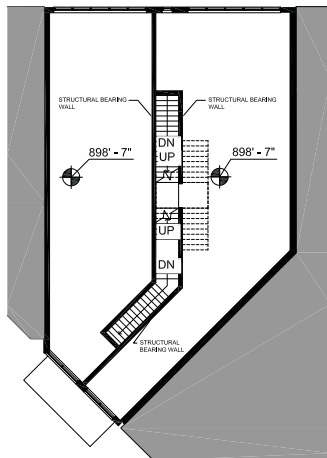 STRUCTURAL BEARING
WALL
STRUCTURAL BEARING
WALL
898' - 7"
DN
UP
898' - 7"
UP
DN
STRUCTURAL
BEARING WALL